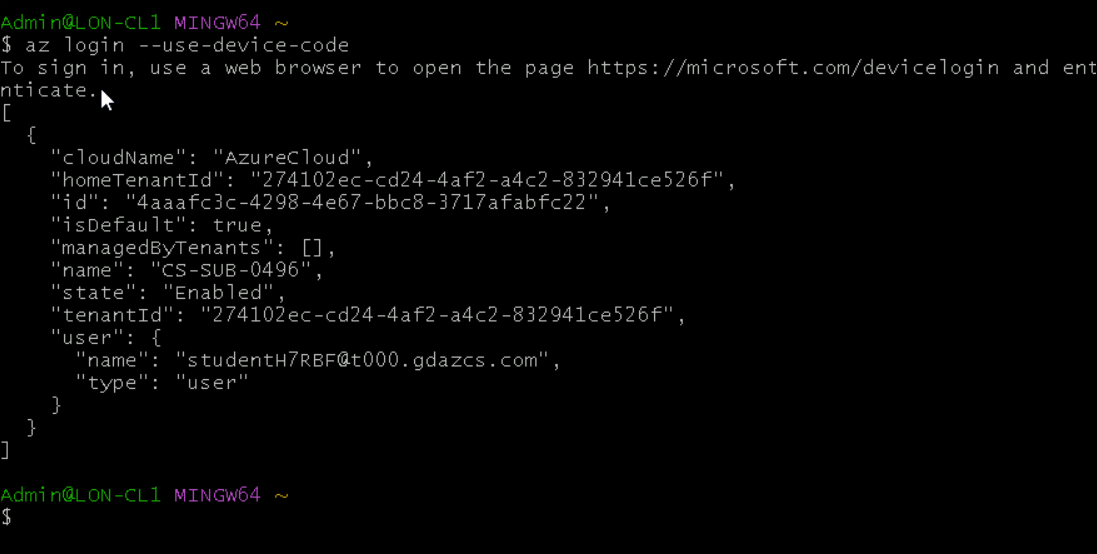 Admin@LON-CL1 MINGW64 ~
$ az login --use-device-code
To sign in, use a web browser to open the page https://microsoft.com/devicelogin and ent
nticate.
[
  {
    "cloudName": "AzureCloud",
    "homeTenantId": "274102ec-cd24-4af2-a4c2-832941ce526f",
    "id": "4aaafc3c-4298-4e67-bbc8-3717afabfc22",
    "isDefault": true,
    "managedByTenants": [],
    "name": "CS-SUB-0496",
    "state": "Enabled",
    "tenantId": "274102ec-cd24-4af2-a4c2-832941ce526f",
    "user": {
      "name": "studentH7RBF@t000.gdazcs.com",
      "type": "user"
    }
  }
]
Admin@LON-CL1 MINGW64 ~
$